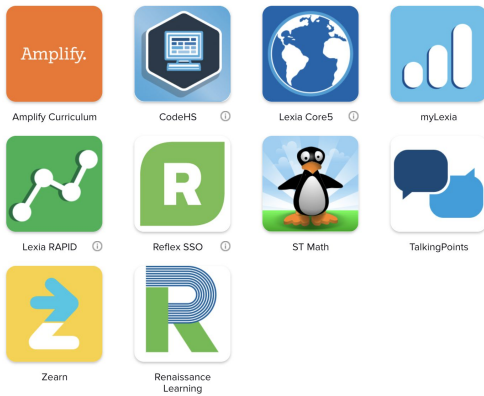 Amplify.
Amplify Curriculum
CodeHS
Lexia Core5
myLexia
R
Lexia RAPID
Reflex SSO
ST Math
TalkingPoints
Zearn
Renaissance
Learning